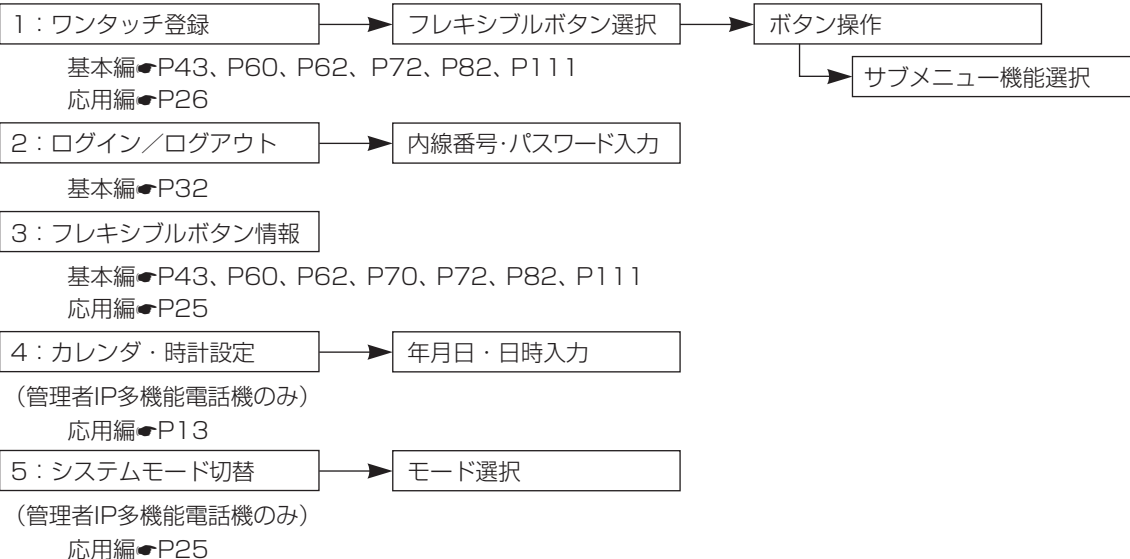 1：ワンタッチ登録
フレキシブルボタン選択
ボタン操作
サブメニュー機能選択
基本編☛P43、P60、P62、P72、P82、P111
応用編☛P26
2：ログイン／ログアウト
内線番号･パスワード入力
基本編☛P32
3：フレキシブルボタン情報
基本編☛P43、P60、P62、P70、P72、P82、P111
応用編☛P25
4：カレンダ・時計設定
年月日・日時入力
（管理者IP多機能電話機のみ）
応用編☛P13
5：システムモード切替
モード選択
（管理者IP多機能電話機のみ）
応用編☛P25